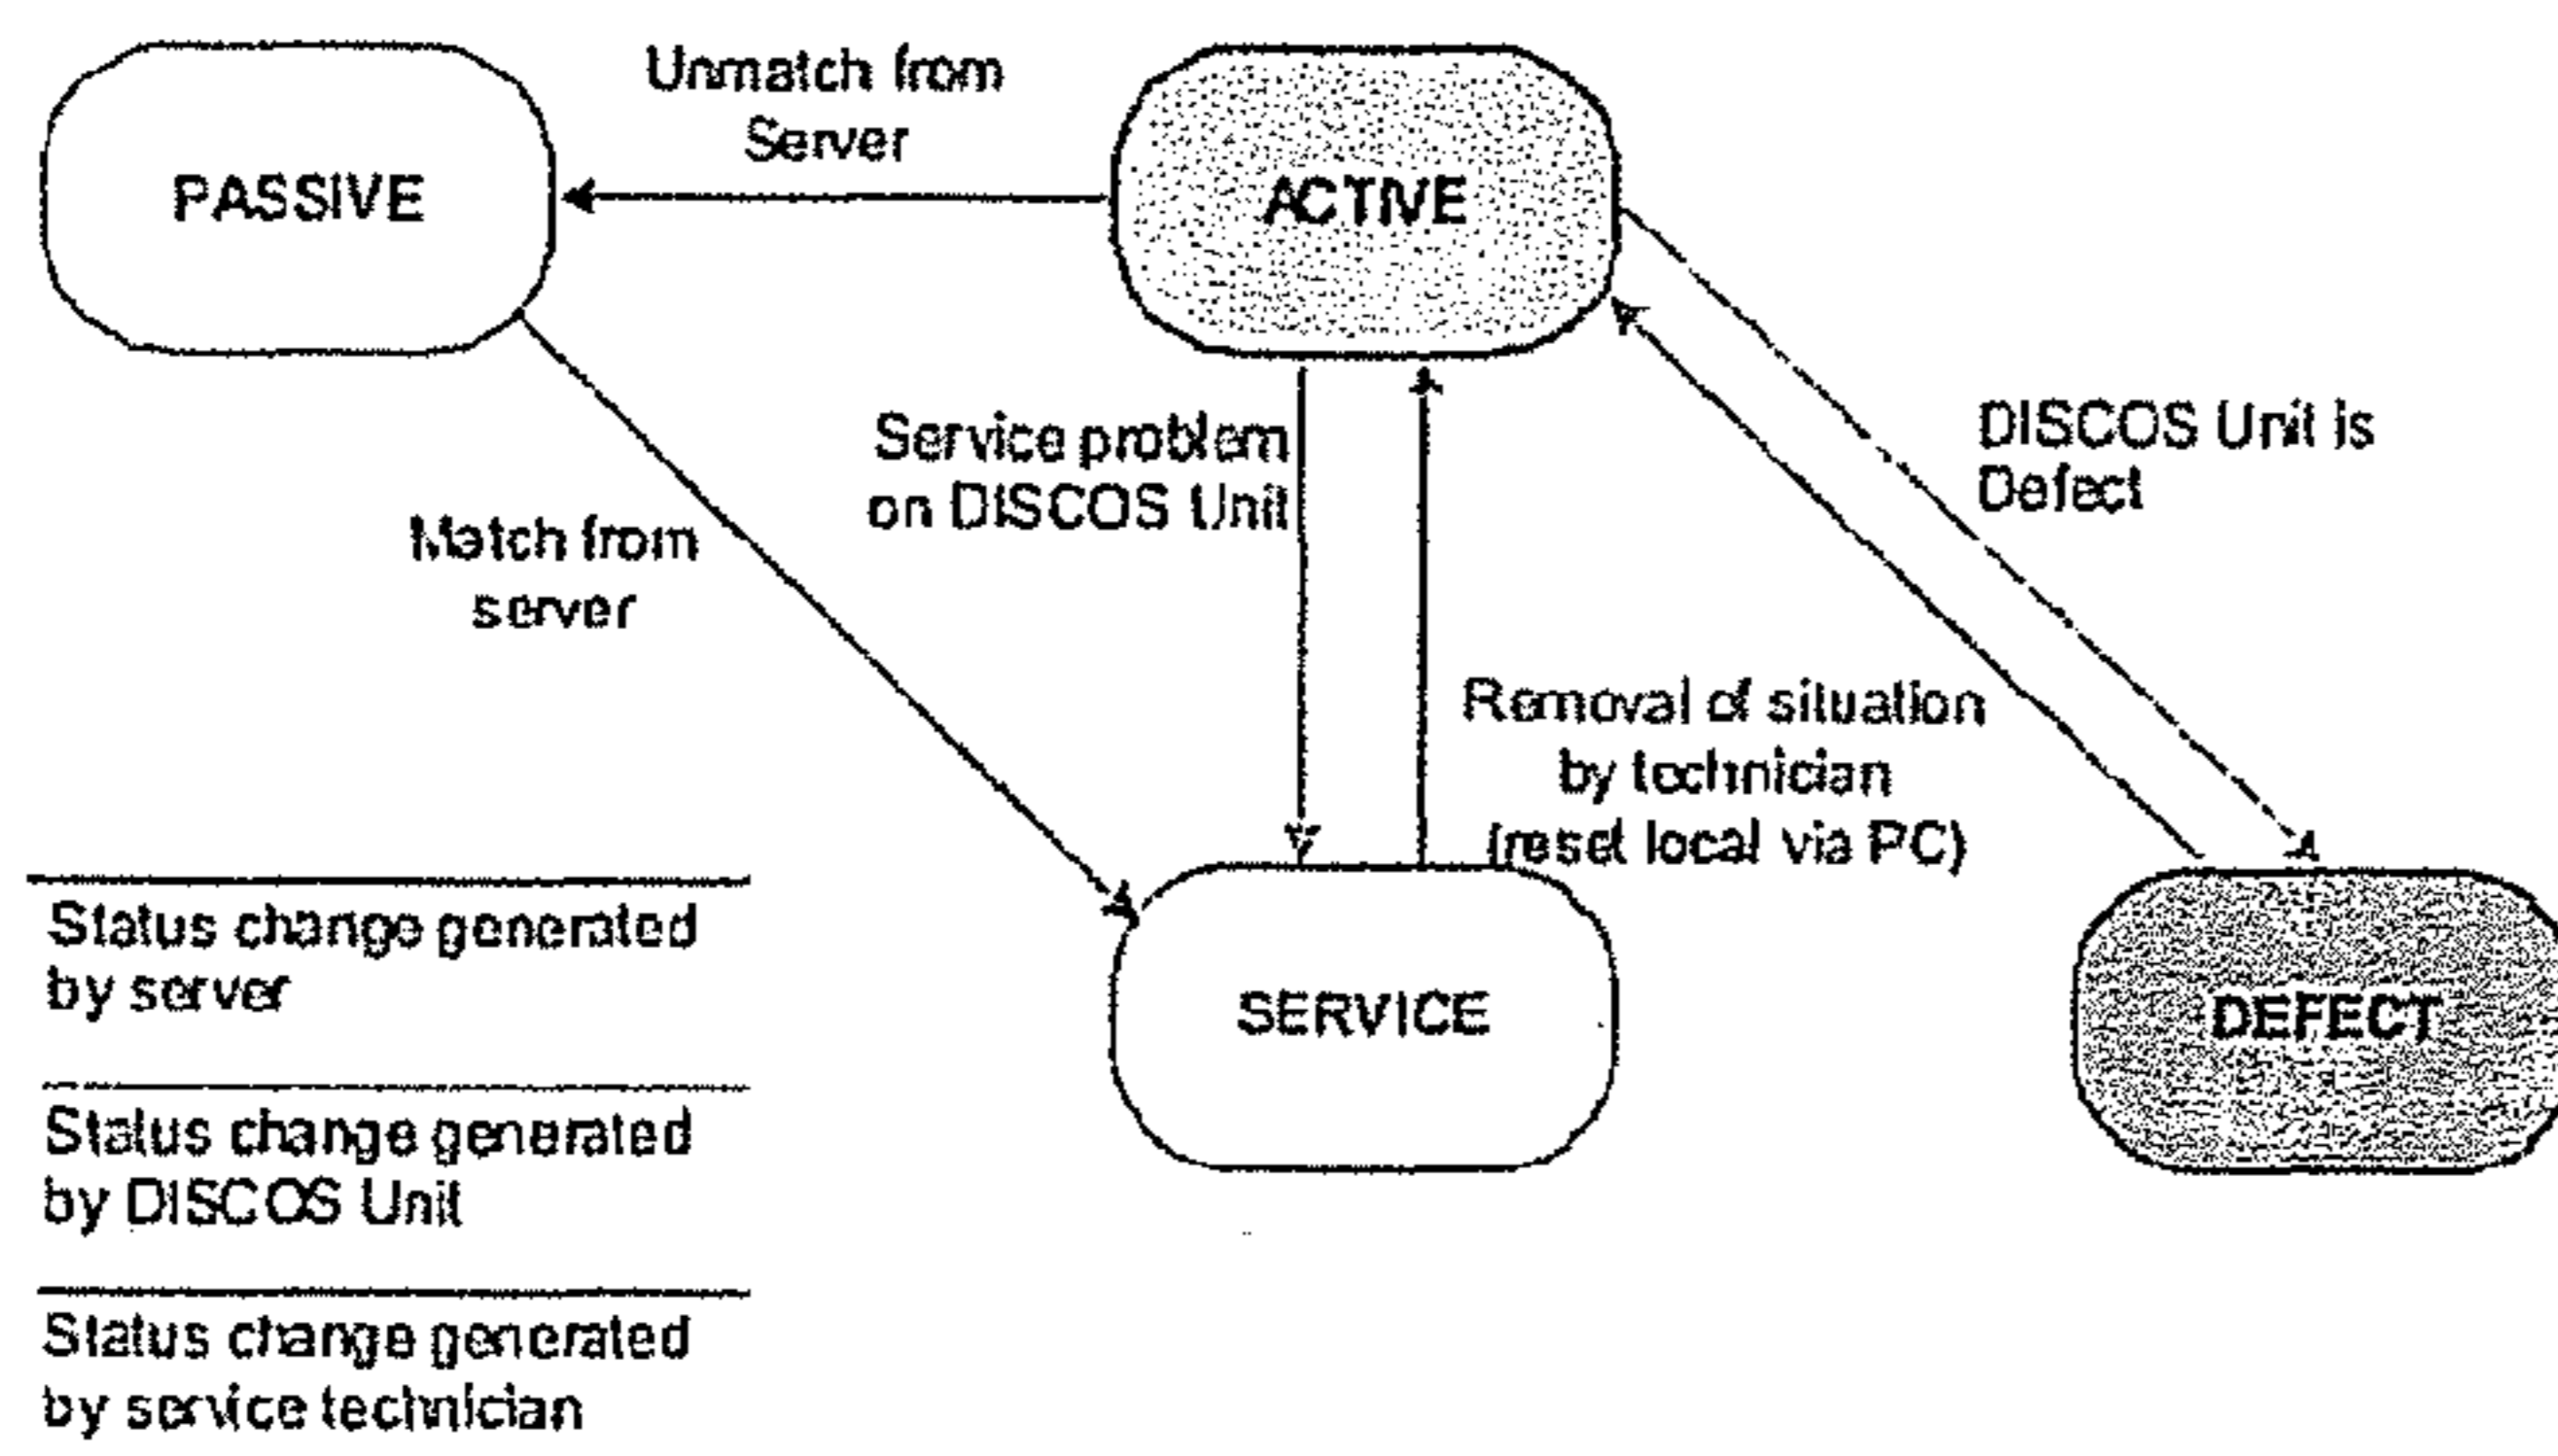 Unmatch from
Server
PASSIVE
ACTIVE
Service problem
on DISCOS Unit
DISCOS Unit is
Defect
Match from
server
Removal of situation
by technician
(reset local via PC)
Status change generated
by server
SERVICE
DEFECT
Status change generated
by DISCOS Unit
Status change generated
by service technician